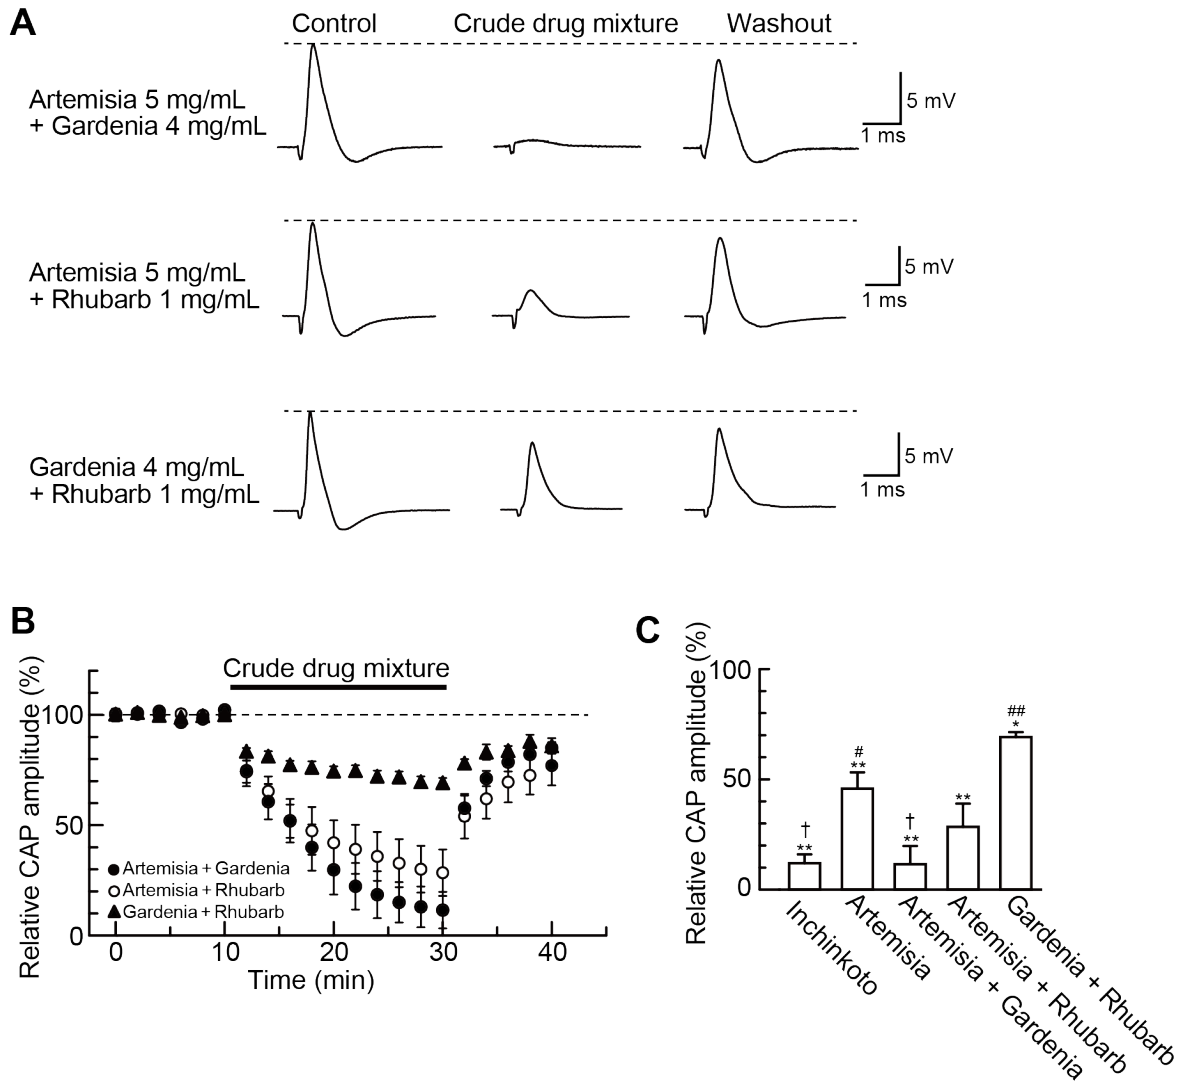 A
Control Crude drug mixture Washout
Artemisia 5 mg/mL
+ Gardenia 4 mg/mL
5 mV
1 ms
Artemisia 5 mg/mL
+ Rhubarb 1 mg/mL
5 mV
1 ms
Gardenia 4 mg/mL
+ Rhubarb 1 mg/mL
5 mV
1 ms
B
Relative CAP amplitude (%)
Crude drug mixture
100
50
0
Artemisia + Gardenia
Artemisia + Rhubarb
Gardenia + Rhubarb
0 10 20 30 40
Time (min)
C
Relative CAP amplitude (%)
100
50
0
†
**
#
**
†
**
**
##
*
Inchinkoto
Artemisia
Artemisia + Gardenia
Artemisia + Rhubarb
Gardenia + Rhubarb